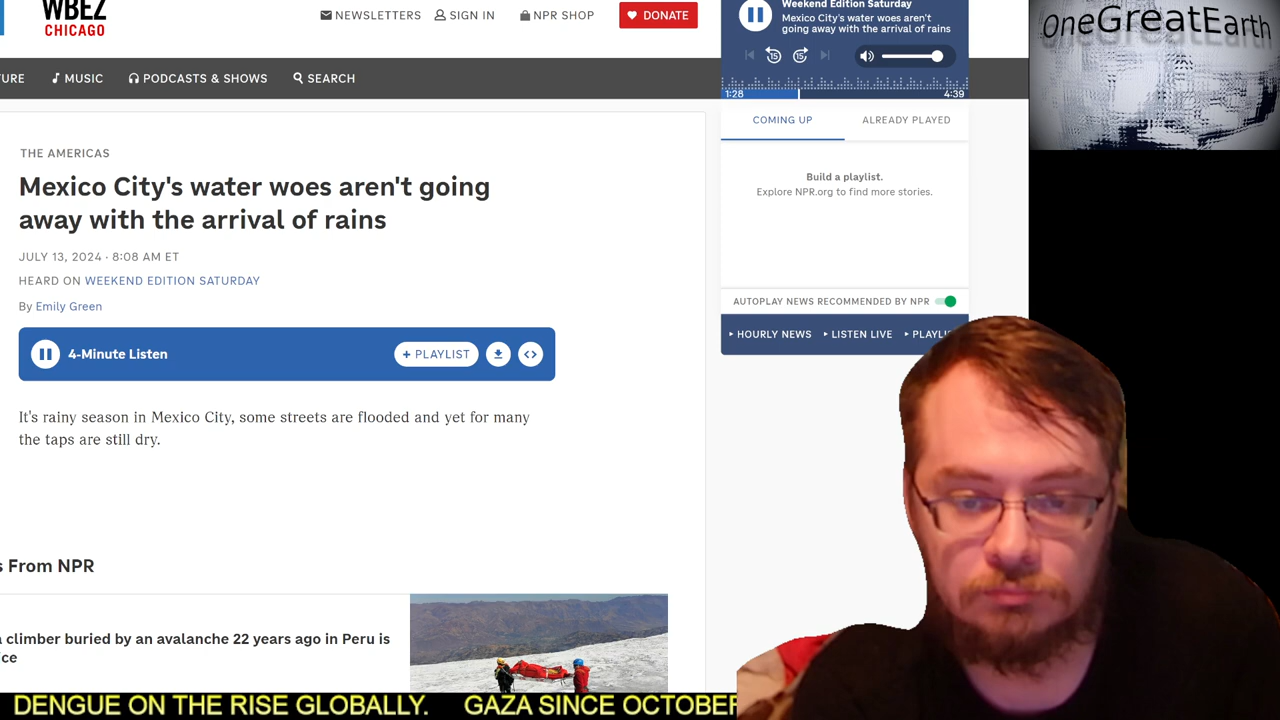 WBEZ
CHICAGO
NEWSLETTERS
SIGN IN
NPR SHOP
DONATE
URE
MUSIC
PODCASTS & SHOWS
SEARCH
Weekend Edition Saturday
Mexico City's water woes aren't
going away with the arrival of rains
15
15
1:28
4:39
COMING UP
ALREADY PLAYED
Build a playlist.
Explore NPR.org to find more stories.
AUTOPLAY NEWS RECOMMENDED BY NPR
HOURLY NEWS
LISTEN LIVE
PLAYLI
OneGreatEarth
THE AMERICAS
Mexico City's water woes aren't going
away with the arrival of rains
JULY 13, 2024 · 8:08 AM ET
HEARD ON WEEKEND EDITION SATURDAY
By Emily Green
4-Minute Listen
+ PLAYLIST
It's rainy season in Mexico City, some streets are flooded and yet for many
the taps are still dry.
s From NPR
a climber buried by an avalanche 22 years ago in Peru is
ice
DENGUE ON THE RISE GLOBALLY. GAZA SINCE OCTOBER